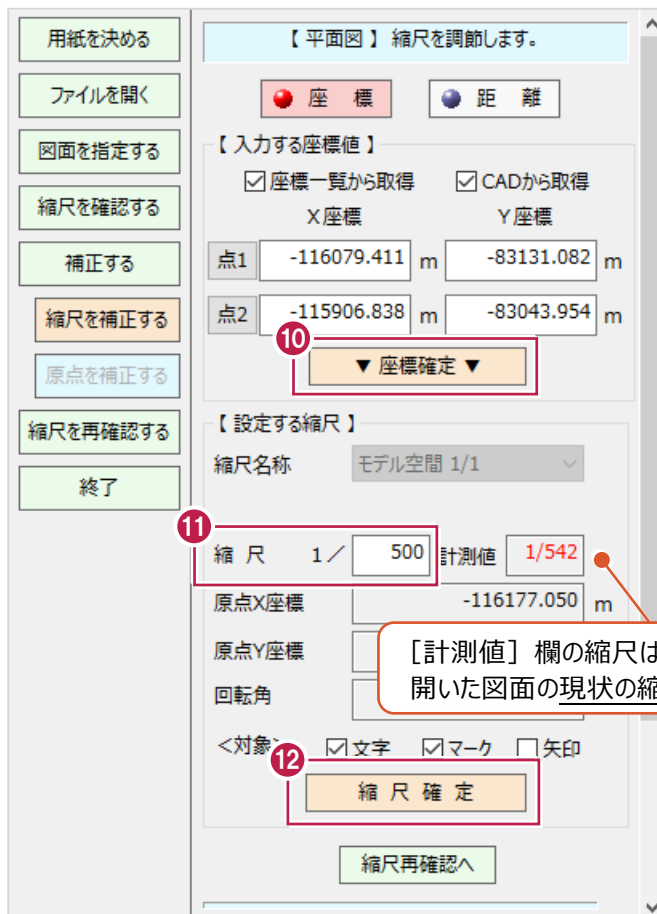 用紙を決める
ファイルを開く
図面を指定する
縮尺を確認する
補正する
縮尺を補正する
原点を補正する
縮尺を再確認する
終了
【 平面図 】 縮尺を調節します。
座 標 距 離
【 入力する座標値 】
座標一覧から取得 CADから取得
X座標 Y座標
点1 -116079.411 m -83131.082 m
点2 -115906.838 m -83043.954 m
10
▼ 座標確定 ▼
【 設定する縮尺 】
縮尺名称 モデル空間 1/1
11
縮 尺 1/ 500 計測値 1/542
原点X座標 -116177.050 m
原点Y座標
回転角
[計測値] 欄の縮尺は
開いた図面の現状の縮
<対象> 文字 マーク 矢印
12
縮 尺 確 定
縮尺再確認へ